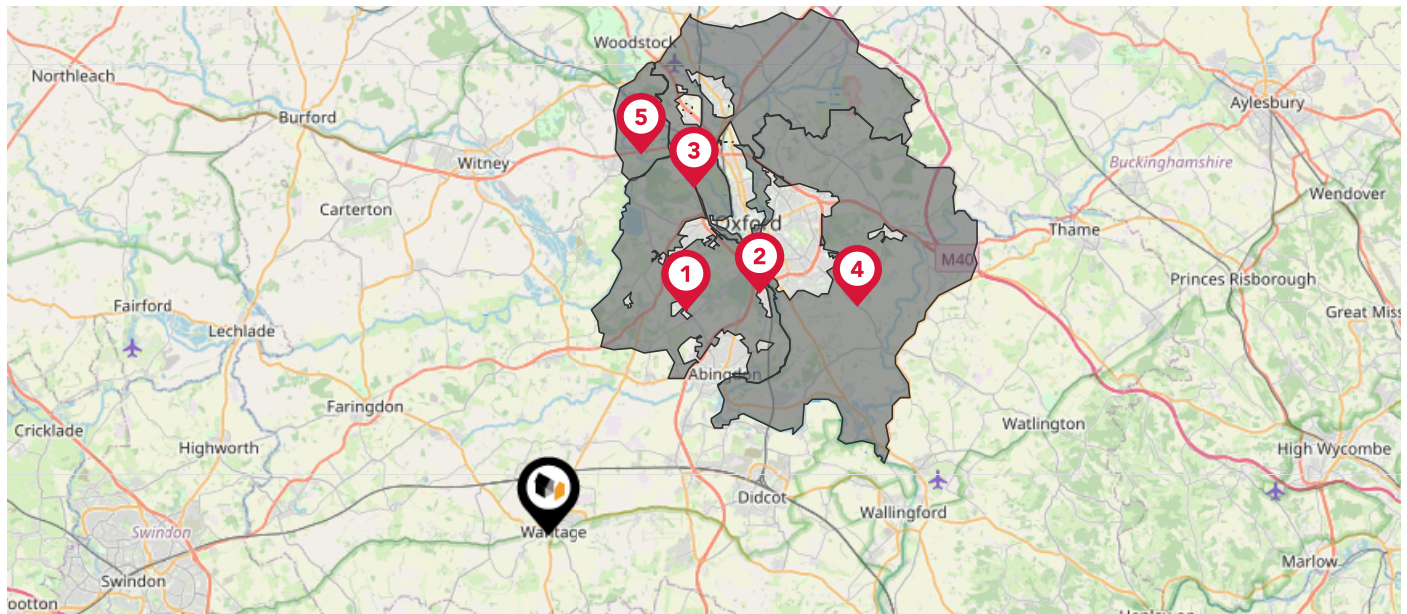 Woodstock
Northleach
Aylesbury
Burford
5
3
Witney
Buckinghamshire
Wendover
Carterton
Oxford
Thame
2
M40
1
4
Princes Risborough
Fairford
Great Miss
Lechlade
Abingdon
Faringdon
Watlington
Cricklade
Highworth
High Wycombe
Didcot
Wallingford
Swindon
Wantage
Marlow
Swindon
ootton